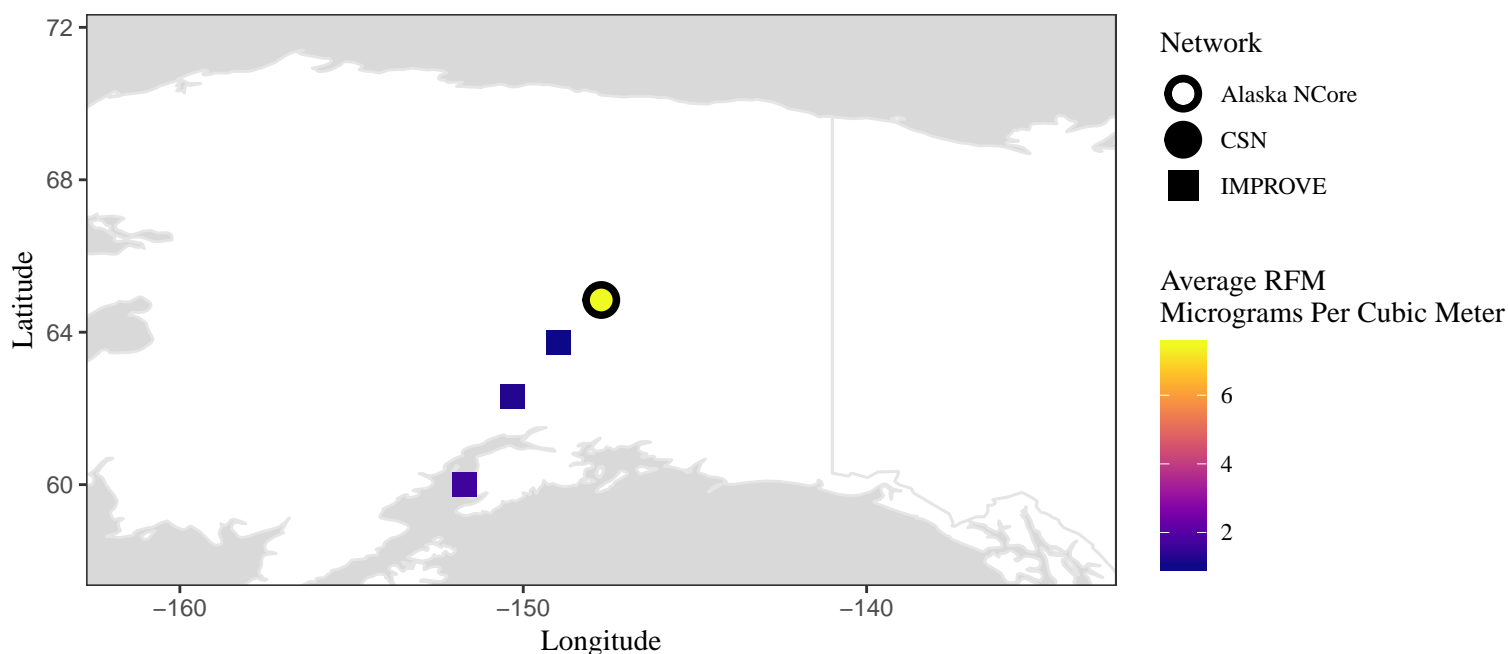 72
68
64
60
Latitude
−160
−150
−140
Longitude
Network
Alaska NCore
CSN
IMPROVE
Average RFM
Micrograms Per Cubic Meter
6
4
2